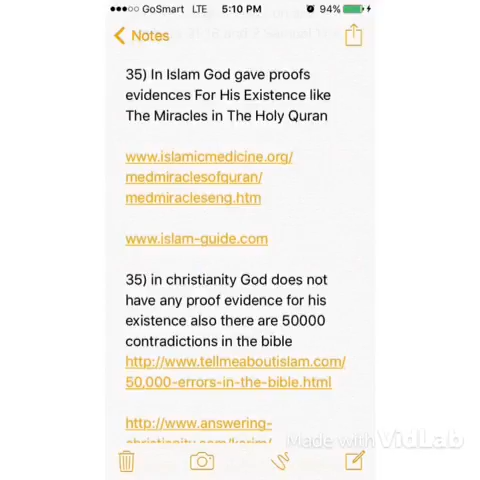 GoSmart LTE 5:10 PM 94%
Notes
35) In Islam God gave proofs
evidences For His Existence like
The Miracles in The Holy Quran
www.islamicmedicine.org/
medmiraclesofquran/
medmiracleseng.htm
www.islam-guide.com
35) in christianity God does not
have any proof evidence for his
existence also there are 50000
contradictions in the bible
http://www.tellmeaboutislam.com/
50,000-errors-in-the-bible.html
http://www.answering-
christianity.com/karim/
Made with VidLab